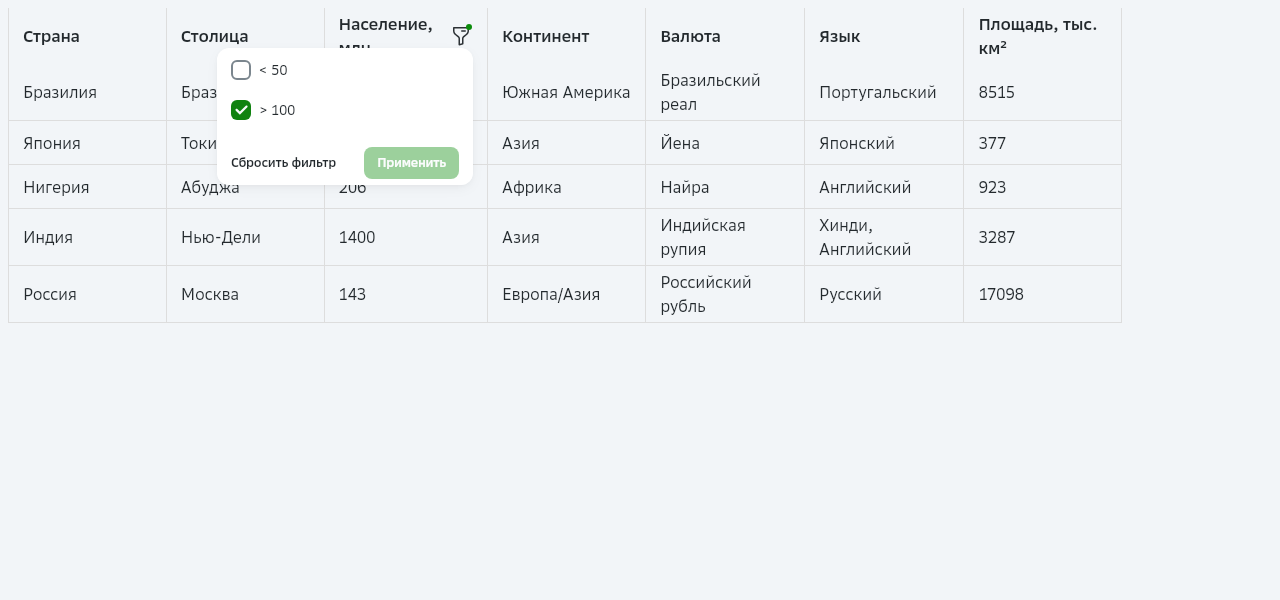 Страна Столица Население, млн Континент Валюта Язык Площадь, тыс. км²
< 50
> 100
Сбросить фильтр Применить
Бразилия Южная Америка Бразильский реал Португальский 8515
Япония Азия Йена Японский 377
Нигерия Абуджа 206 Африка Найра Английский 923
Индия Нью-Дели 1400 Азия Индийская рупия Хинди, Английский 3287
Россия Москва 143 Европа/Азия Российский рубль Русский 17098